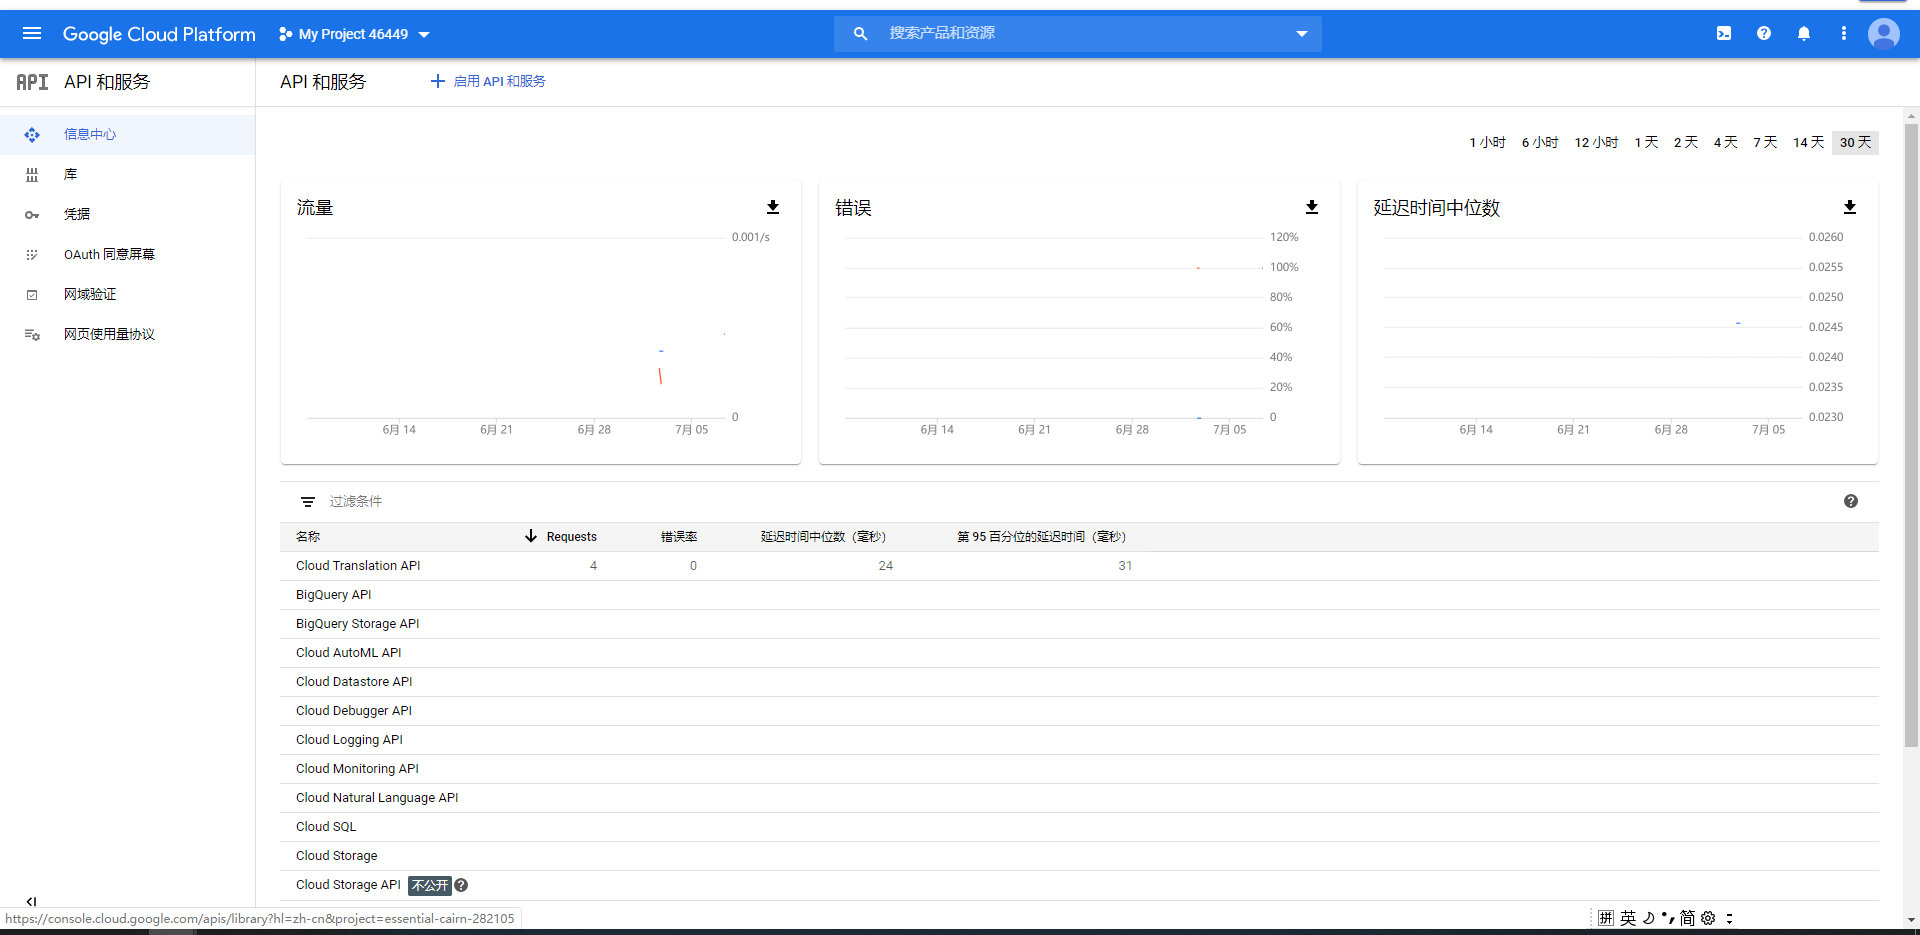 Google Cloud Platform
My Project 46449
搜索产品和资源
API
API 和服务
API 和服务
启用 API 和服务
信息中心
库
凭据
OAuth 同意屏幕
网域验证
网页使用量协议
1 小时 6 小时 12 小时 1 天 2 天 4 天 7 天 14 天 30 天
流量
0.001/s
0
6月 14 6月 21 6月 28 7月 05
错误
120%
100%
80%
60%
40%
20%
0
6月 14 6月 21 6月 28 7月 05
延迟时间中位数
0.0260
0.0255
0.0250
0.0245
0.0240
0.0235
0.0230
6月 14 6月 21 6月 28 7月 05
过滤条件
名称 Requests 错误率 延迟时间中位数（毫秒） 第 95 百分位的延迟时间（毫秒）
Cloud Translation API 4 0 24 31
BigQuery API
BigQuery Storage API
Cloud AutoML API
Cloud Datastore API
Cloud Debugger API
Cloud Logging API
Cloud Monitoring API
Cloud Natural Language API
Cloud SQL
Cloud Storage
Cloud Storage API 不公开
https://console.cloud.google.com/apis/library?hl=zh-cn&project=essential-cairn-282105
拼 英 简